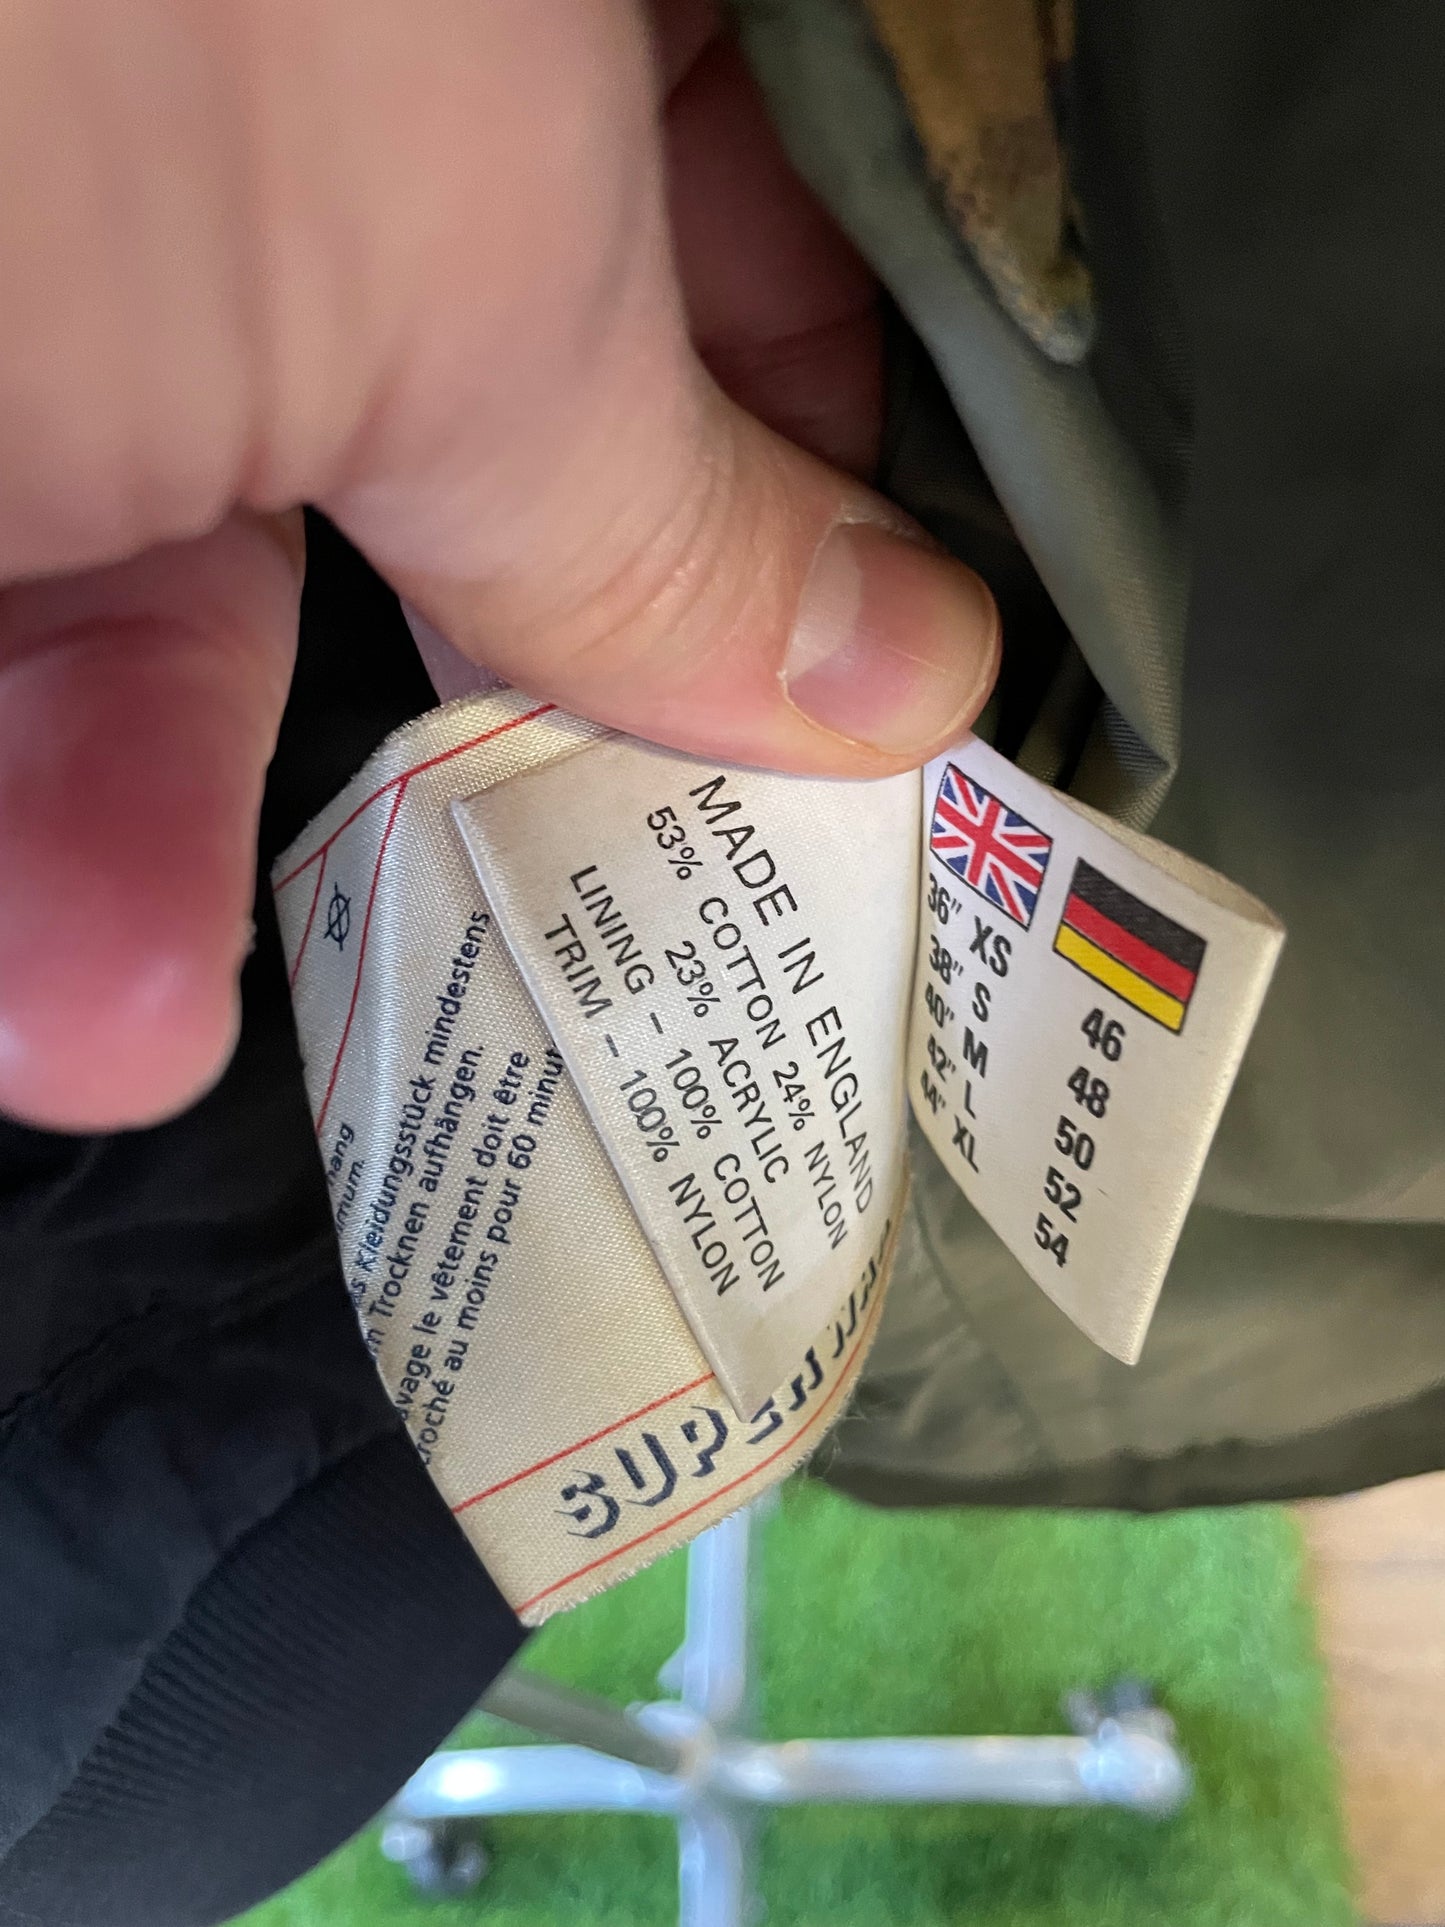 MADE IN ENGLAND
53% COTTON 24% NYLON
23% ACRYLIC
LINING – 100% COTTON
TRIM – 100% NYLON
36" XS 46
38" S 48
40" M 50
42" L 52
44" XL 54
Kleidungsstück mindestens
Trocknen aufhängen.
le vêtement doit être
au moins pour 60